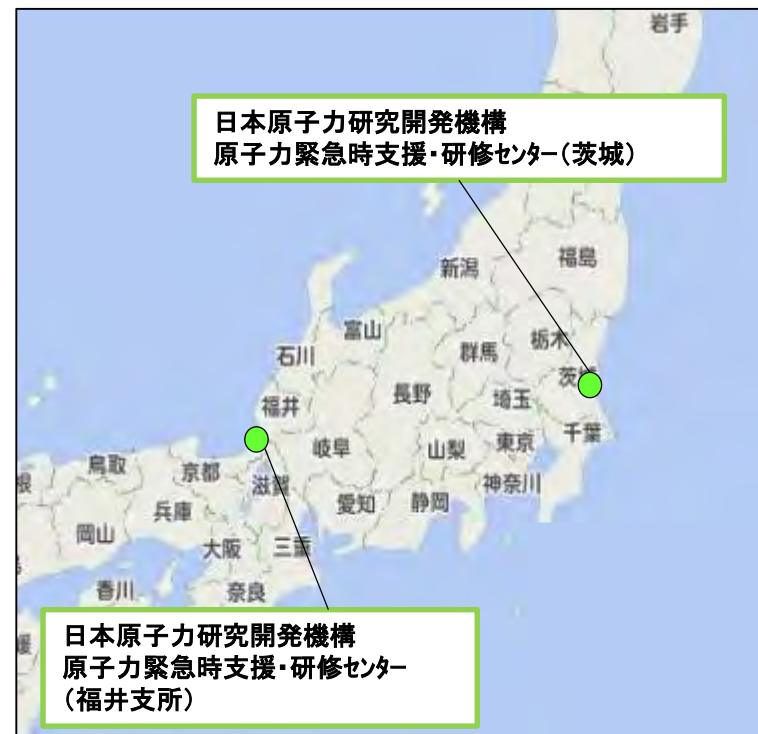 岩手
日本原子力研究開発機構
原子力緊急時支援・研修センター（茨城）
福島
新潟
栃木
富山
群馬
石川
茨城
長野
埼玉
福井
千葉
岐阜
山梨
東京
鳥取
京都
滋賀
神奈川
愛知
静岡
兵庫
岡山
大阪
三重
香川
奈良
日本原子力研究開発機構
原子力緊急時支援・研修センター
（福井支所）